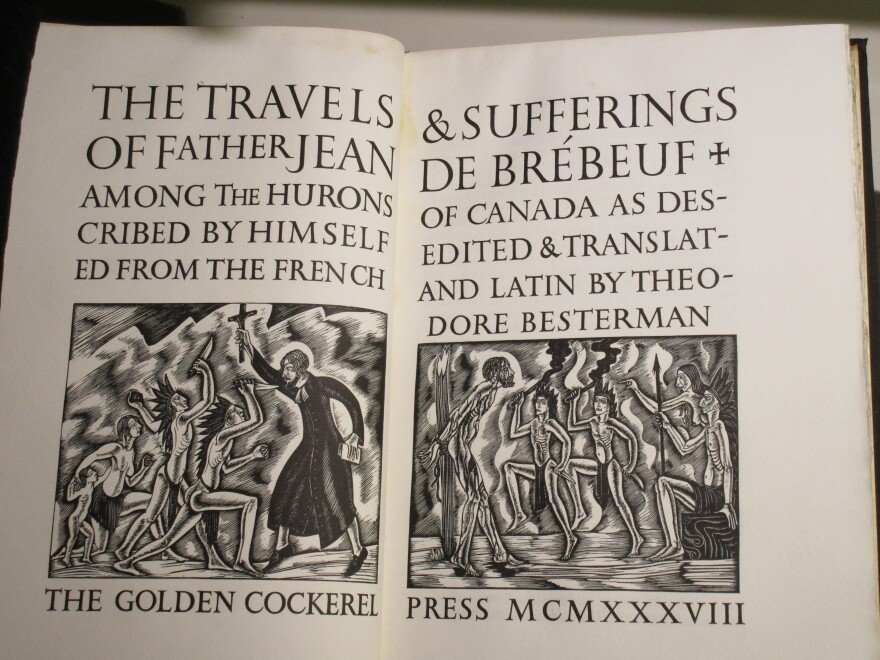 THE TRAVELS & SUFFERINGS
OF FATHER JEAN DE BRÉBEUF +
AMONG THE HURONS OF CANADA AS DES-
CRIBED BY HIMSELF EDITED & TRANSLAT-
ED FROM THE FRENCH AND LATIN BY THEO-
DORE BESTERMAN
THE GOLDEN COCKEREL PRESS MCMXXXVIII